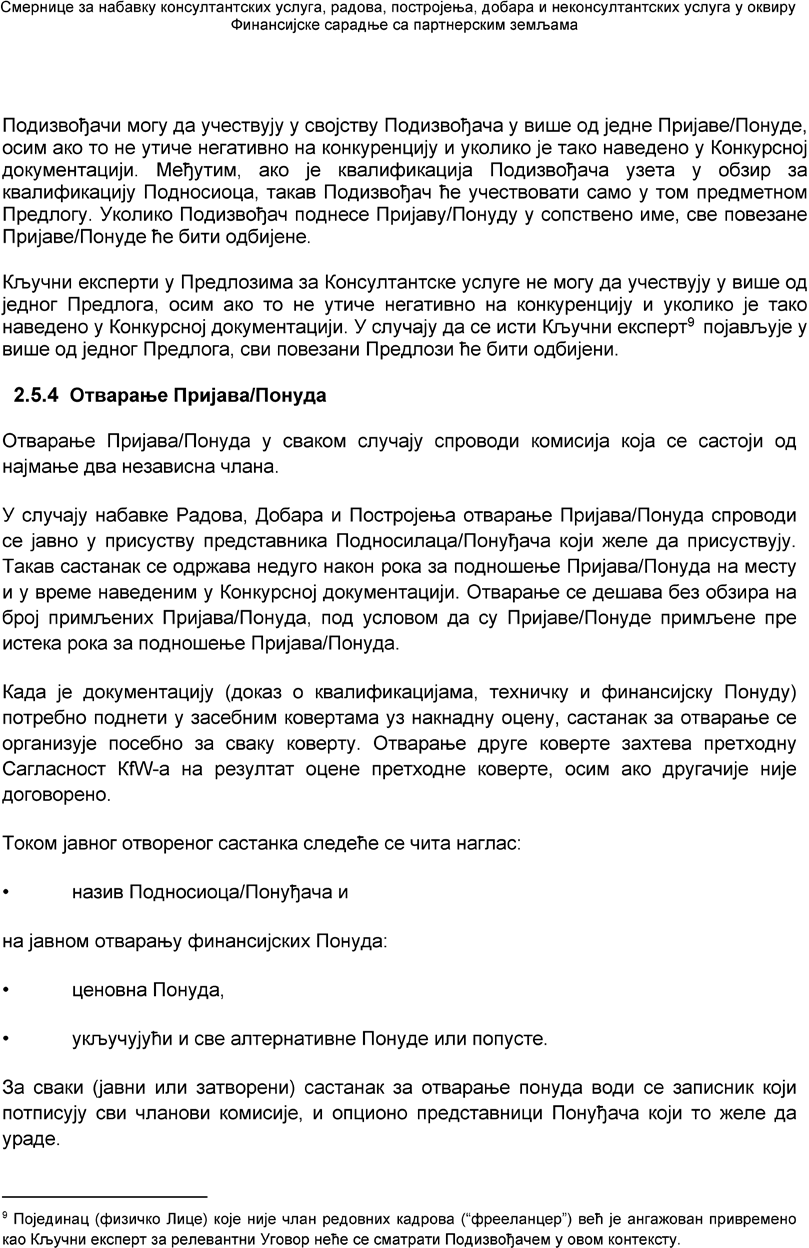 Смернице за набавку консултантских услуга, радова, постројења, добара и неконсултантских услуга у оквиру
Финансијске сарадње са партнерским земљама
Подизвођачи могу да учествују у својству Подизвођача у више од једне Пријаве/Понуде,
осим ако то не утиче негативно на конкуренцију и уколико је тако наведено у Конкурсној
документацији. Међутим, ако је квалификација Подизвођача узета у обзир за
квалификацију Подносиоца, такав Подизвођач ће учествовати само у том предметном
Предлогу. Уколико Подизвођач поднесе Пријаву/Понуду у сопствено име, све повезане
Пријаве/Понуде ће бити одбијене.
Кључни експерти у Предлозима за Консултантске услуге не могу да учествују у више од
једног Предлога, осим ако то не утиче негативно на конкуренцију и уколико је тако
наведено у Конкурсној документацији. У случају да се исти Кључни експерт⁹ појављује у
више од једног Предлога, сви повезани Предлози ће бити одбијени.
2.5.4 Отварање Пријава/Понуда
Отварање Пријава/Понуда у сваком случају спроводи комисија која се састоји од
најмање два независна члана.
У случају набавке Радова, Добара и Постројења отварање Пријава/Понуда спроводи
се јавно у присуству представника Подносилаца/Понуђача који желе да присуствују.
Такав састанак се одржава недуго након рока за подношење Пријава/Понуда на месту
и у време наведеним у Конкурсној документацији. Отварање се дешава без обзира на
број примљених Пријава/Понуда, под условом да су Пријаве/Понуде примљене пре
истека рока за подношење Пријава/Понуда.
Када је документацију (доказ о квалификацијама, техничку и финансијску Понуду)
потребно поднети у засебним ковертама уз накнадну оцену, састанак за отварање се
организује посебно за сваку коверту. Отварање друге коверте захтева претходну
Сагласност KfW-а на резултат оцене претходне коверте, осим ако другачије није
договорено.
Током јавног отвореног састанка следеће се чита наглас:
• назив Подносиоца/Понуђача и
на јавном отварању финансијских Понуда:
• ценовна Понуда,
• укључујући и све алтернативне Понуде или попусте.
За сваки (јавни или затворени) састанак за отварање понуда води се записник који
потписују сви чланови комисије, и опционо представници Понуђача који то желе да
ураде.
⁹ Појединац (физичко Лице) које није члан редовних кадрова (“фрееланцер”) већ је ангажован привремено
као Кључни експерт за релевантни Уговор неће се сматрати Подизвођачем у овом контексту.